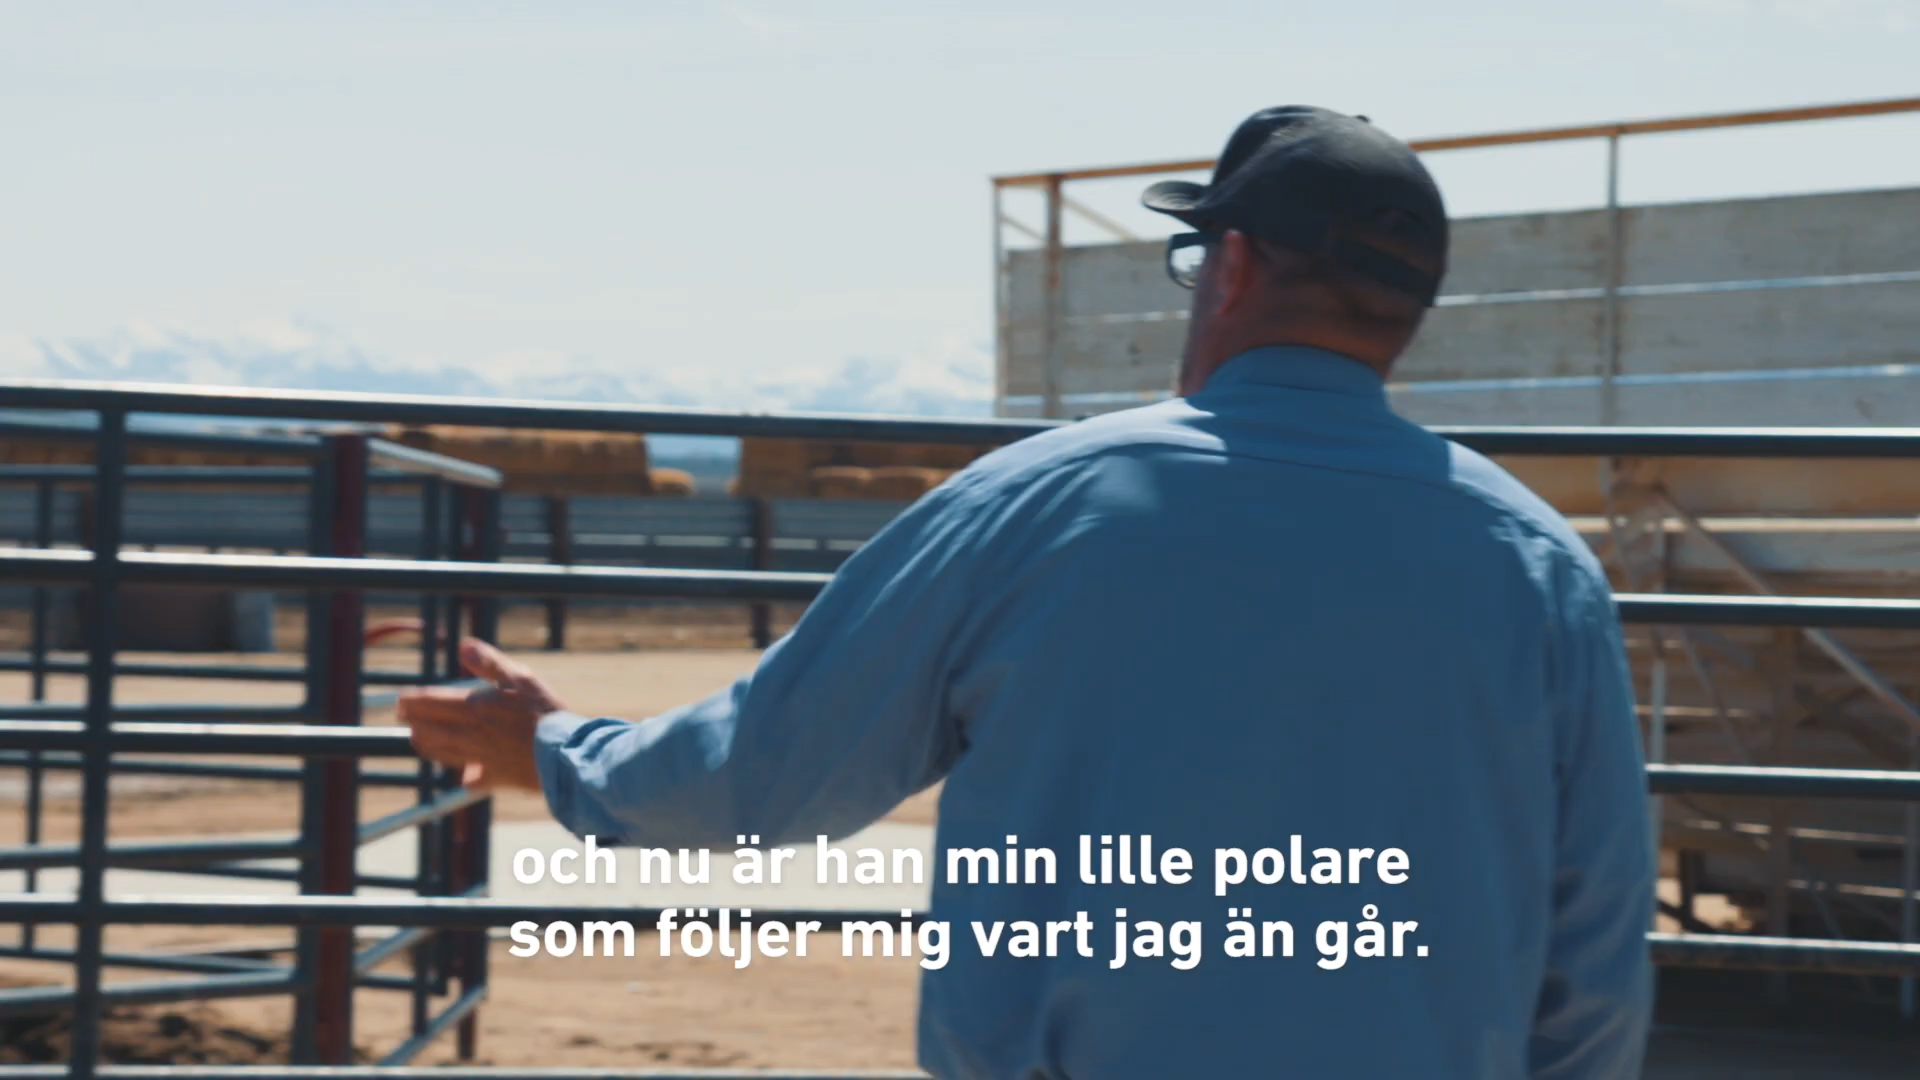 och nu är han min lille polare
som följer mig vart jag än går.